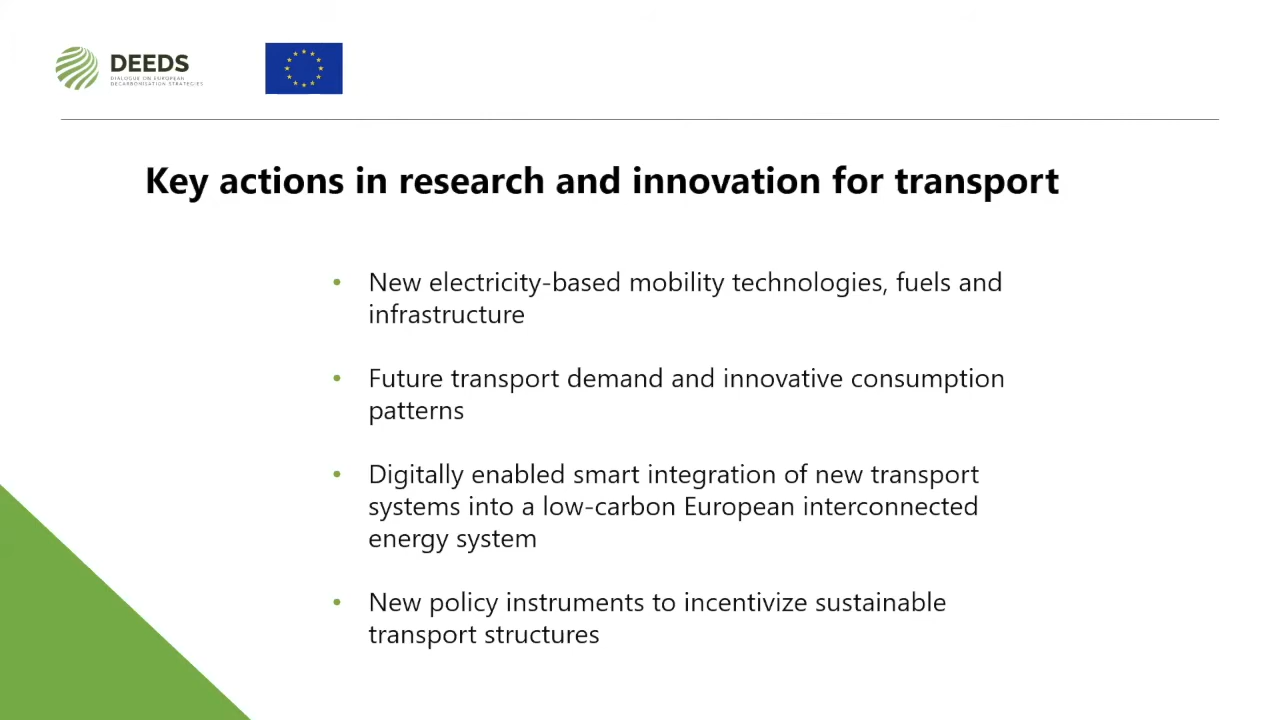 DEEDS
DIALOGUE ON EUROPEAN
DECARBONISATION STRATEGIES
Key actions in research and innovation for transport
• New electricity-based mobility technologies, fuels and
infrastructure
• Future transport demand and innovative consumption
patterns
• Digitally enabled smart integration of new transport
systems into a low-carbon European interconnected
energy system
• New policy instruments to incentivize sustainable
transport structures